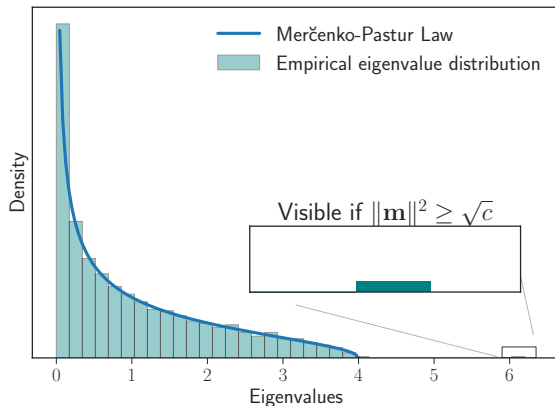 Merčenko-Pastur Law
Empirical eigenvalue distribution
Density
Visible if ‖m‖² ≥ √c
0 1 2 3 4 5 6
Eigenvalues